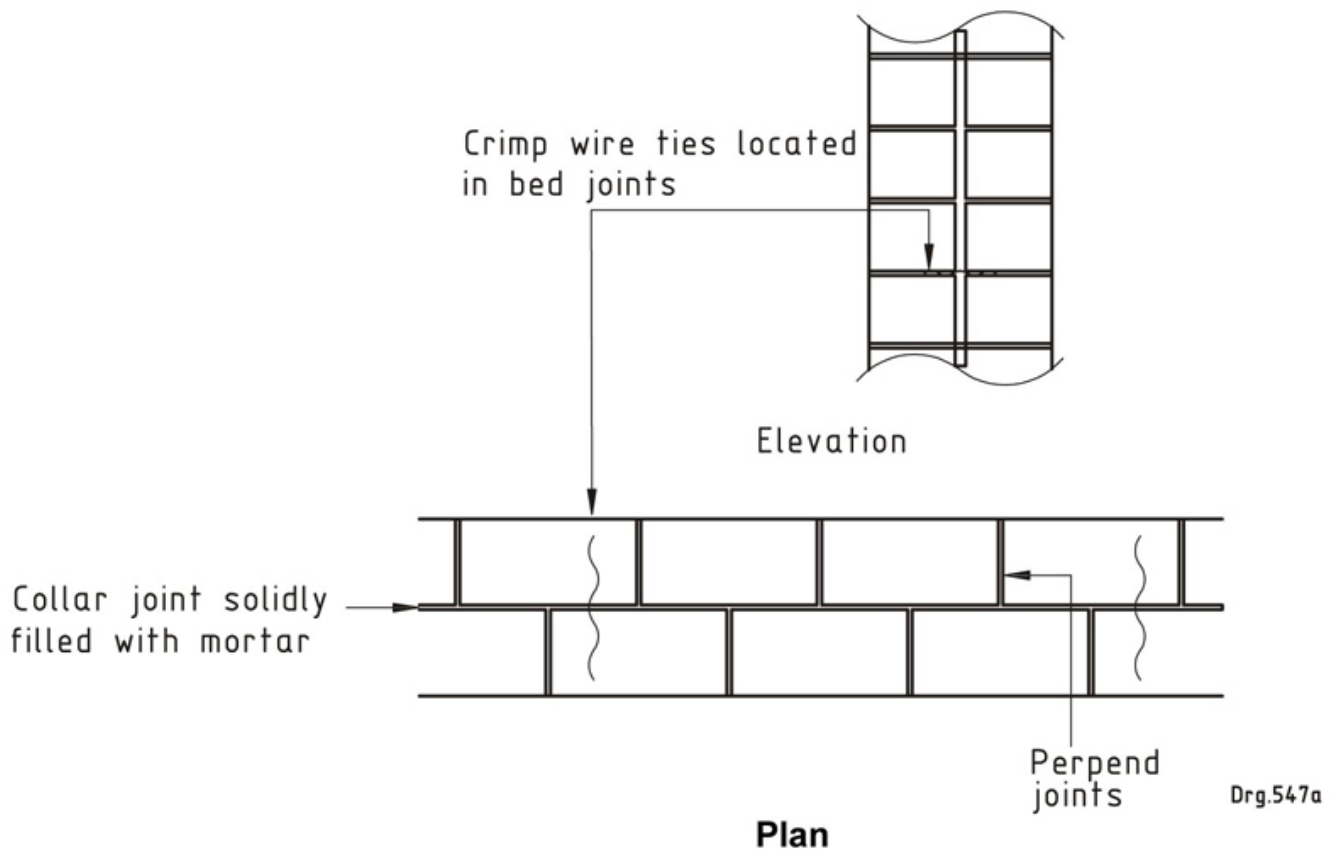 Crimp wire ties located
in bed joints
Elevation
Collar joint solidly
filled with mortar
Perpend
joints
Drg.547a
Plan